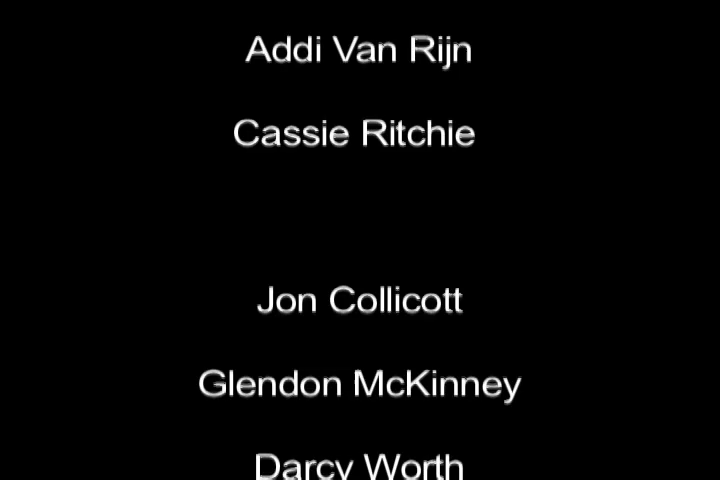 Addi Van Rijn
Cassie Ritchie
Jon Collicott
Glendon McKinney
Darcy Worth